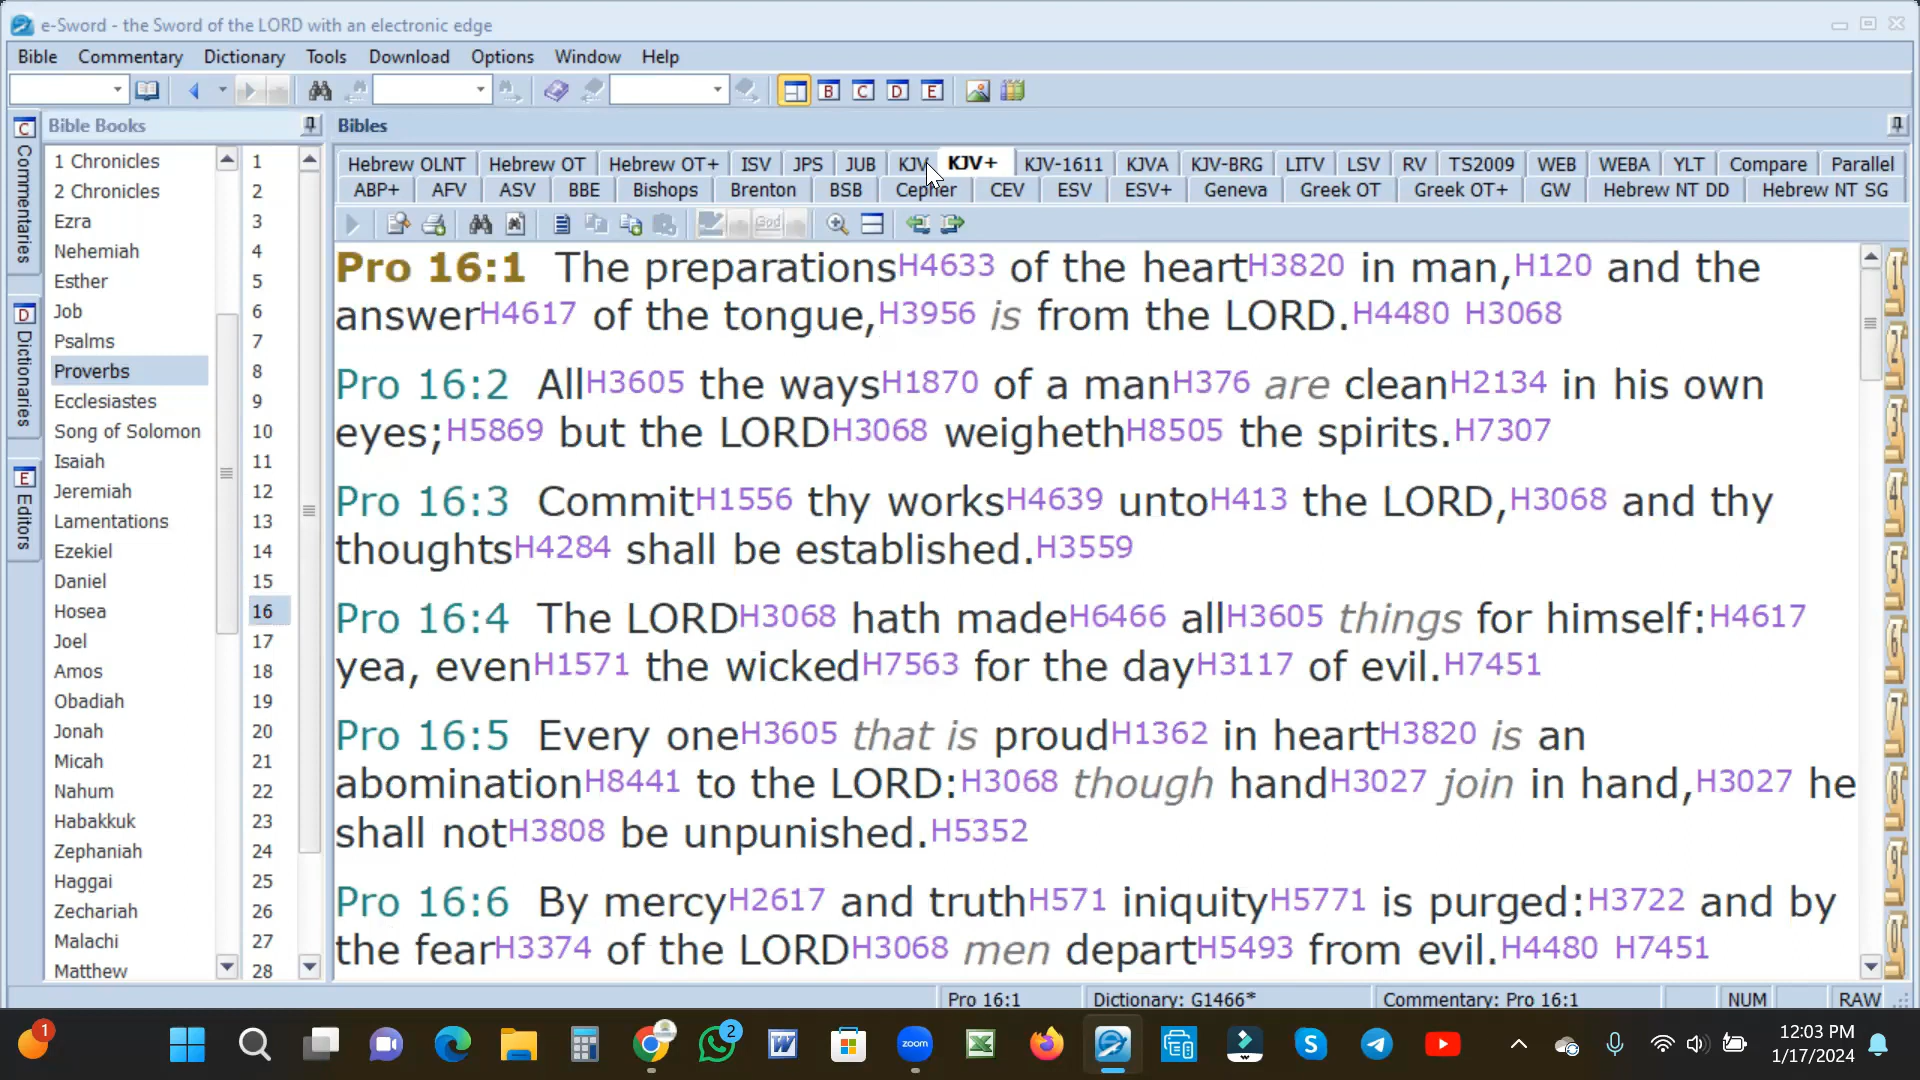 e-Sword - the Sword of the LORD with an electronic edge
Bible Commentary Dictionary Tools Download Options Window Help
B C D E
C Commentaries
D Dictionaries
E Editors
Bible Books
1 Chronicles
2 Chronicles
Ezra
Nehemiah
Esther
Job
Psalms
Proverbs
Ecclesiastes
Song of Solomon
Isaiah
Jeremiah
Lamentations
Ezekiel
Daniel
Hosea
Joel
Amos
Obadiah
Jonah
Micah
Nahum
Habakkuk
Zephaniah
Haggai
Zechariah
Malachi
Matthew
1
2
3
4
5
6
7
8
9
10
11
12
13
14
15
16
17
18
19
20
21
22
23
24
25
26
27
28
Bibles
Hebrew OLNT Hebrew OT Hebrew OT+ ISV JPS JUB KJV KJV+ KJV-1611 KJVA KJV-BRG LITV LSV RV TS2009 WEB WEBA YLT Compare Parallel
ABP+ AFV ASV BBE Bishops Brenton BSB Cepher CEV ESV ESV+ Geneva Greek OT Greek OT+ GW Hebrew NT DD Hebrew NT SG
God
Pro 16:1 The preparationsH4633 of the heartH3820 in man,H120 and the
answerH4617 of the tongue,H3956 is from the LORD.H4480 H3068
Pro 16:2 AllH3605 the waysH1870 of a manH376 are cleanH2134 in his own
eyes;H5869 but the LORDH3068 weighethH8505 the spirits.H7307
Pro 16:3 CommitH1556 thy worksH4639 untoH413 the LORD,H3068 and thy
thoughtsH4284 shall be established.H3559
Pro 16:4 The LORDH3068 hath madeH6466 allH3605 things for himself:H4617
yea, evenH1571 the wickedH7563 for the dayH3117 of evil.H7451
Pro 16:5 Every oneH3605 that is proudH1362 in heartH3820 is an
abominationH8441 to the LORD:H3068 though handH3027 join in hand,H3027 he
shall notH3808 be unpunished.H5352
Pro 16:6 By mercyH2617 and truthH571 iniquityH5771 is purged:H3722 and by
the fearH3374 of the LORDH3068 men departH5493 from evil.H4480 H7451
1
2
3
4
5
6
7
8
9
0
Pro 16:1 Dictionary: G1466* Commentary: Pro 16:1 NUM RAW
1
2
zoom
12:03 PM
1/17/2024